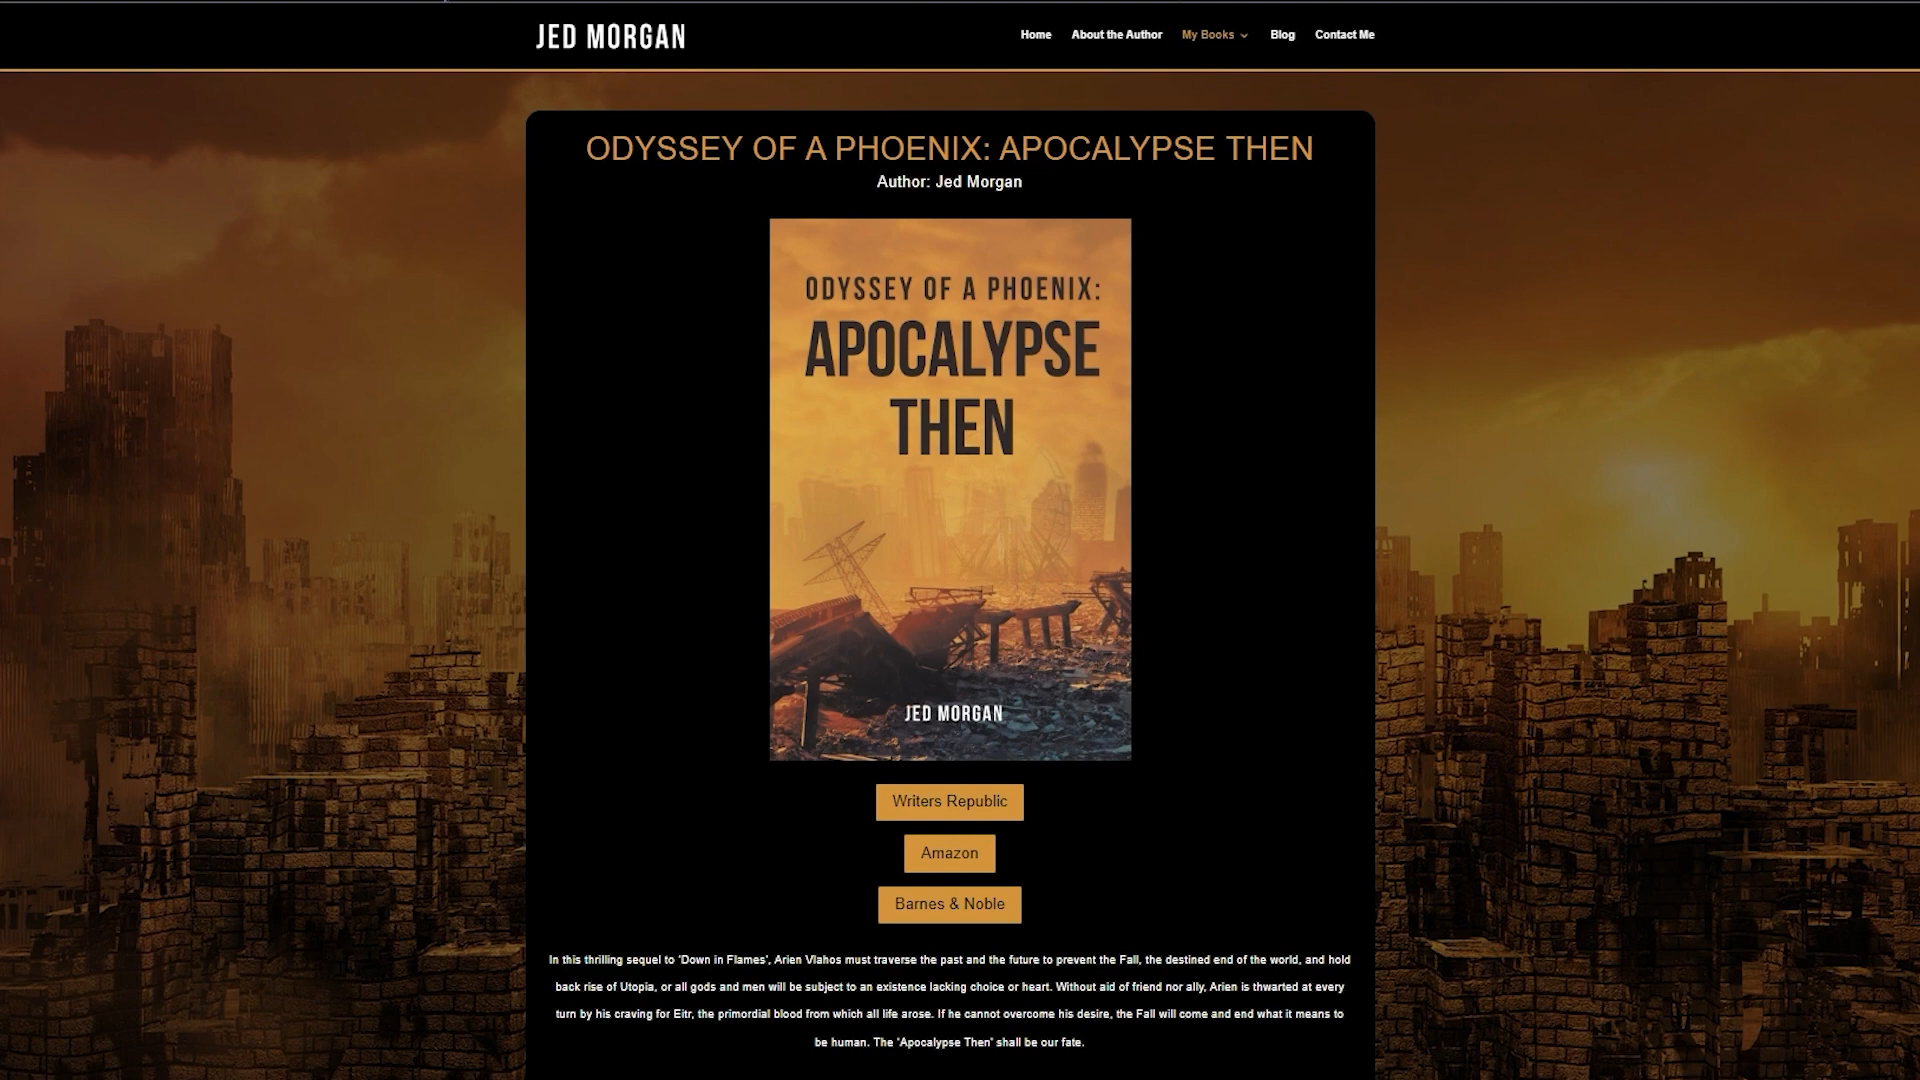 JED MORGAN
Home About the Author My Books Blog Contact Me
ODYSSEY OF A PHOENIX: APOCALYPSE THEN
Author: Jed Morgan
ODYSSEY OF A PHOENIX:
APOCALYPSE
THEN
JED MORGAN
Writers Republic
Amazon
Barnes & Noble
In this thrilling sequel to 'Down in Flames', Arien Vlahos must traverse the past and the future to prevent the Fall, the destined end of the world, and hold
back rise of Utopia, or all gods and men will be subject to an existence lacking choice or heart. Without aid of friend nor ally, Arien is thwarted at every
turn by his craving for Eitr, the primordial blood from which all life arose. If he cannot overcome his desire, the Fall will come and end what it means to
be human. The 'Apocalypse Then' shall be our fate.